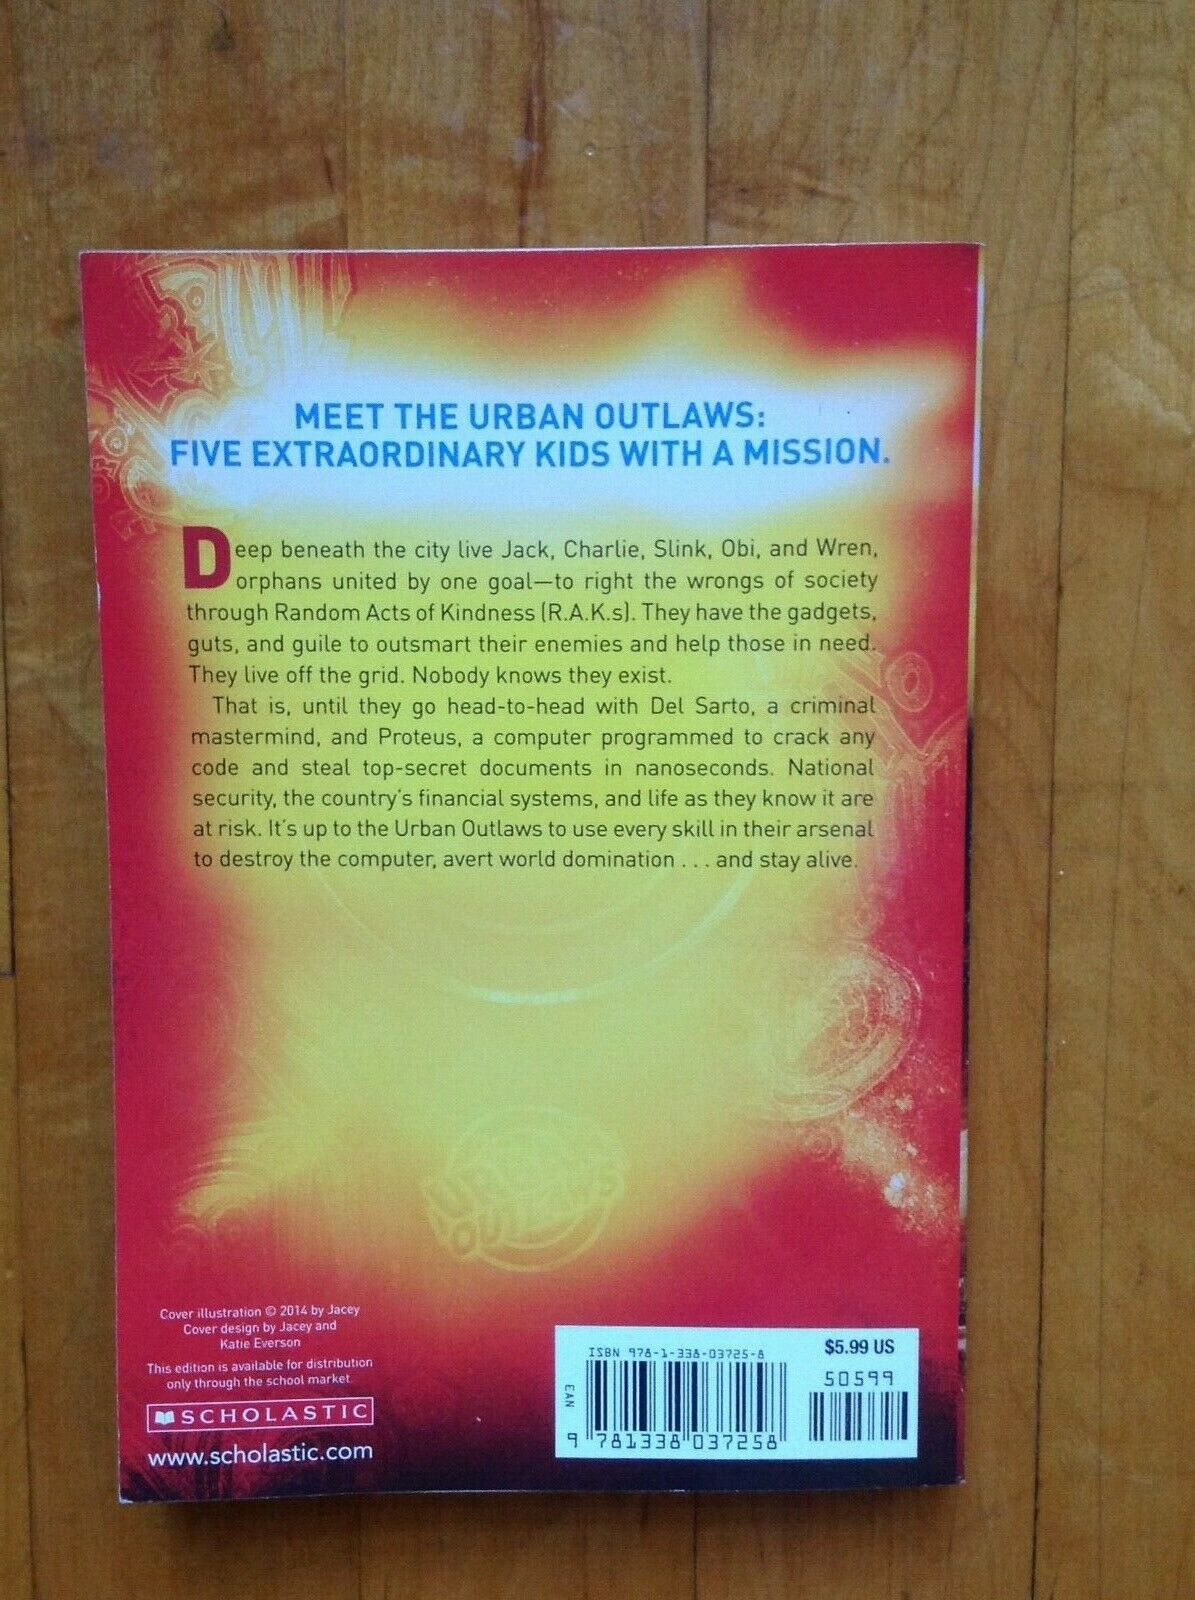 MEET THE URBAN OUTLAWS:
FIVE EXTRAORDINARY KIDS WITH A MISSION.
Deep beneath the city live Jack, Charlie, Slink, Obi, and Wren,
orphans united by one goal—to right the wrongs of society
through Random Acts of Kindness (R.A.K.s). They have the gadgets,
guts, and guile to outsmart their enemies and help those in need.
They live off the grid. Nobody knows they exist.
That is, until they go head-to-head with Del Sarto, a criminal
mastermind, and Proteus, a computer programmed to crack any
code and steal top-secret documents in nanoseconds. National
security, the country's financial systems, and life as they know it are
at risk. It's up to the Urban Outlaws to use every skill in their arsenal
to destroy the computer, avert world domination . . . and stay alive.
URBAN
OUTLAWS
Cover illustration © 2014 by Jacey
Cover design by Jacey and
Katie Everson
This edition is available for distribution
only through the school market.
SCHOLASTIC
www.scholastic.com
$5.99 US
ISBN 978-1-338-03725-8
50599
EAN
9 781338 037258